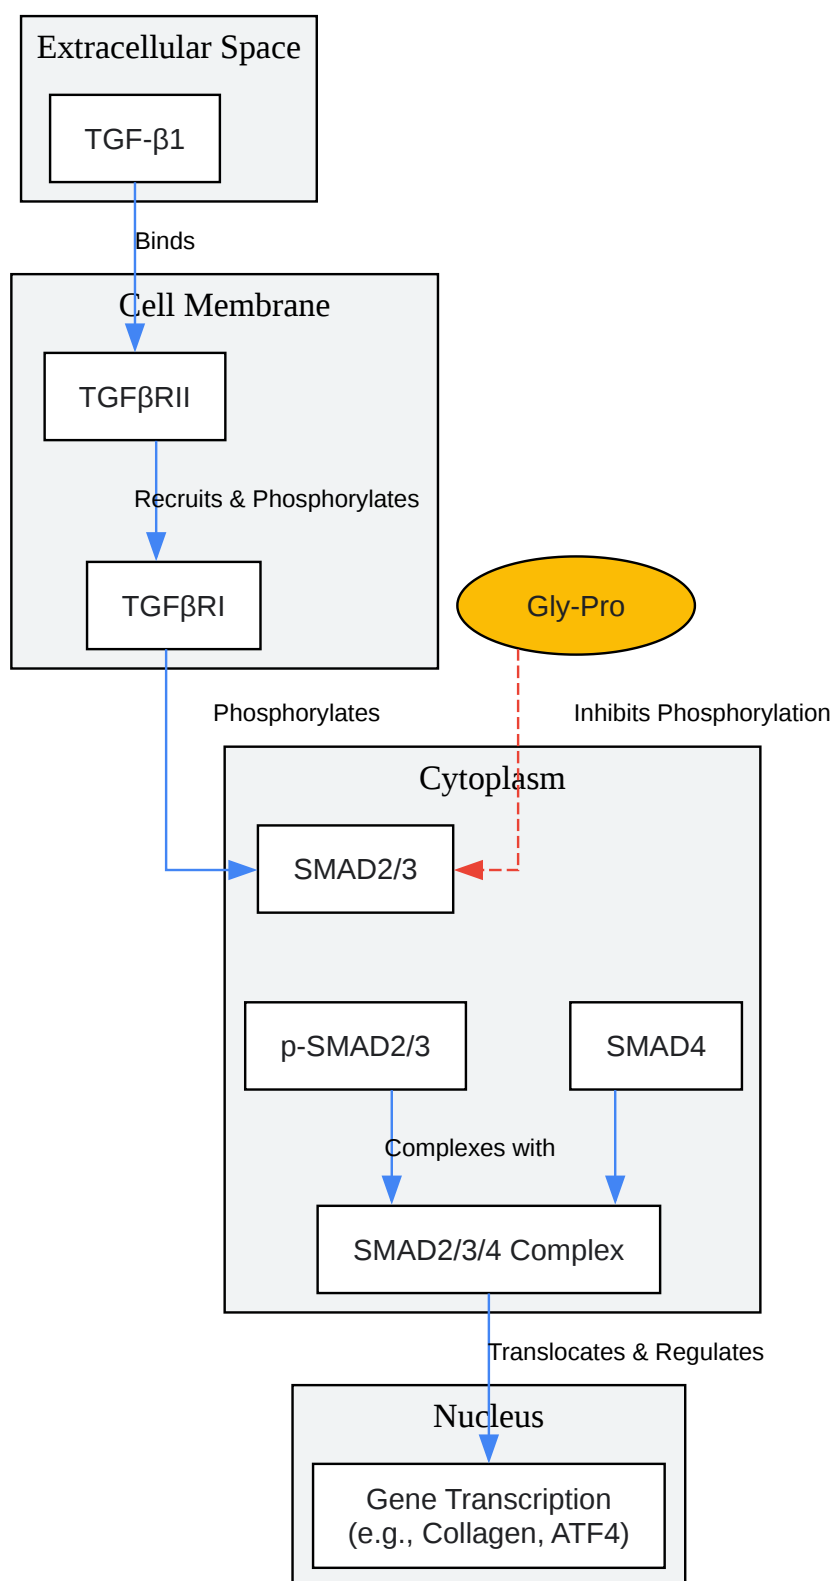 Extracellular Space
TGF-β1
Binds
Cell Membrane
TGFβRII
Recruits & Phosphorylates
TGFβRI
Gly-Pro
Phosphorylates
Inhibits Phosphorylation
Cytoplasm
SMAD2/3
p-SMAD2/3
SMAD4
Complexes with
SMAD2/3/4 Complex
Translocates & Regulates
Nucleus
Gene Transcription
(e.g., Collagen, ATF4)